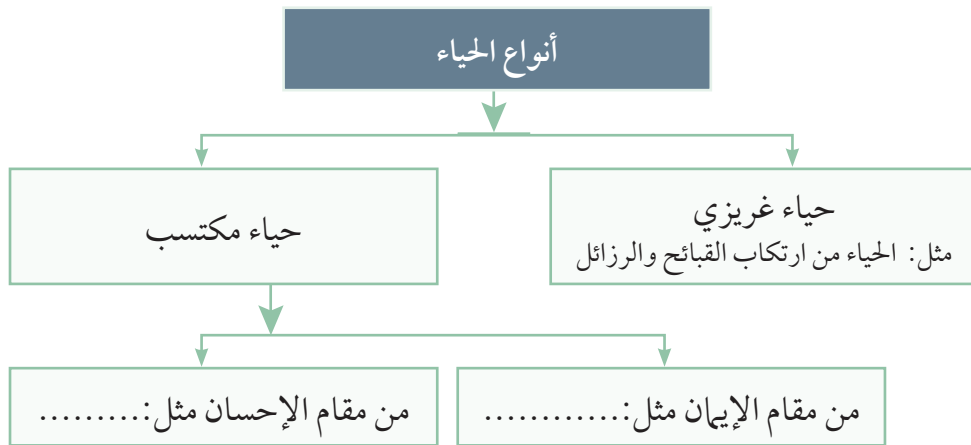 أنواع الحياء
حياء غريزي
مثل: الحياء من ارتكاب القبائح والرزائل
حياء مكتسب
من مقام الإيمان مثل:............
من مقام الإحسان مثل:.........